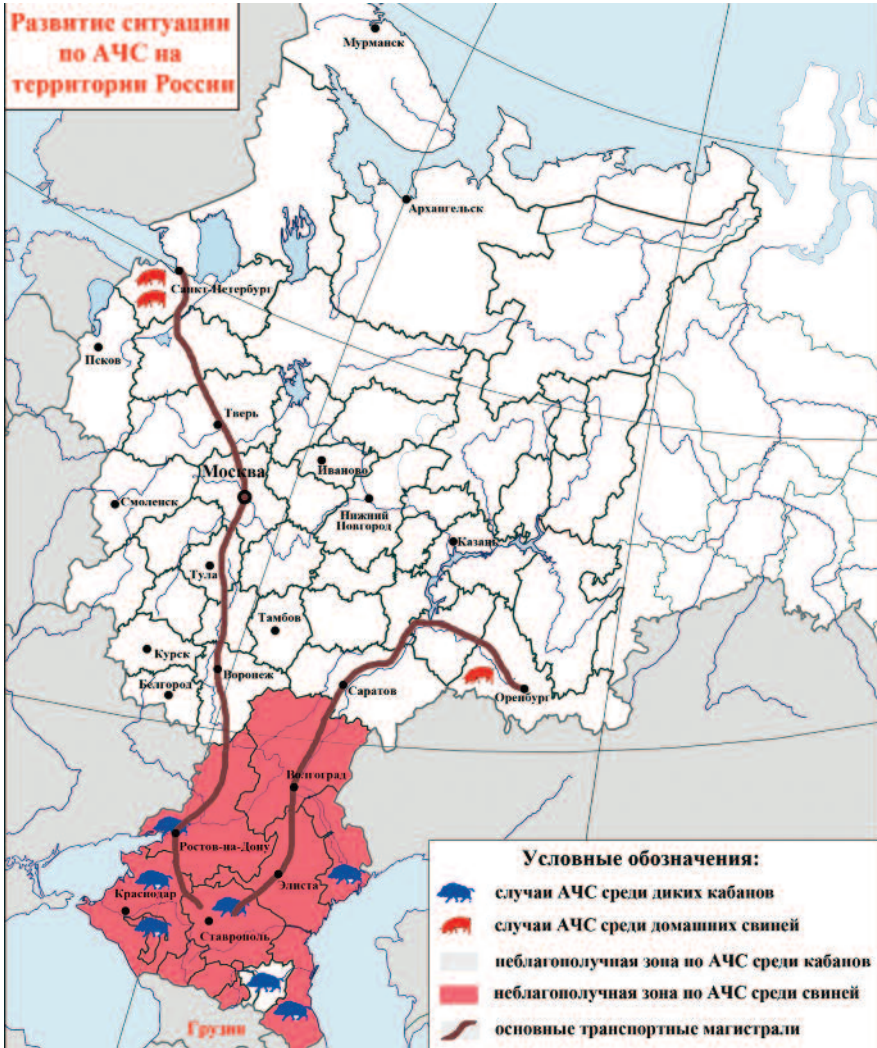 Развитие ситуации
по АЧС на
территории России
Мурманск
Архангельск
Санкт-Петербург
Псков
Тверь
Москва
Иваново
Смоленск
Нижний
Новгород
Казань
Тула
Тамбов
Курск
Воронеж
Белгород
Саратов
Оренбург
Волгоград
Ростов-на-Дону
Элиста
Краснодар
Ставрополь
Грузия
Условные обозначения:
случаи АЧС среди диких кабанов
случаи АЧС среди домашних свиней
неблагополучная зона по АЧС среди кабанов
неблагополучная зона по АЧС среди свиней
основные транспортные магистрали